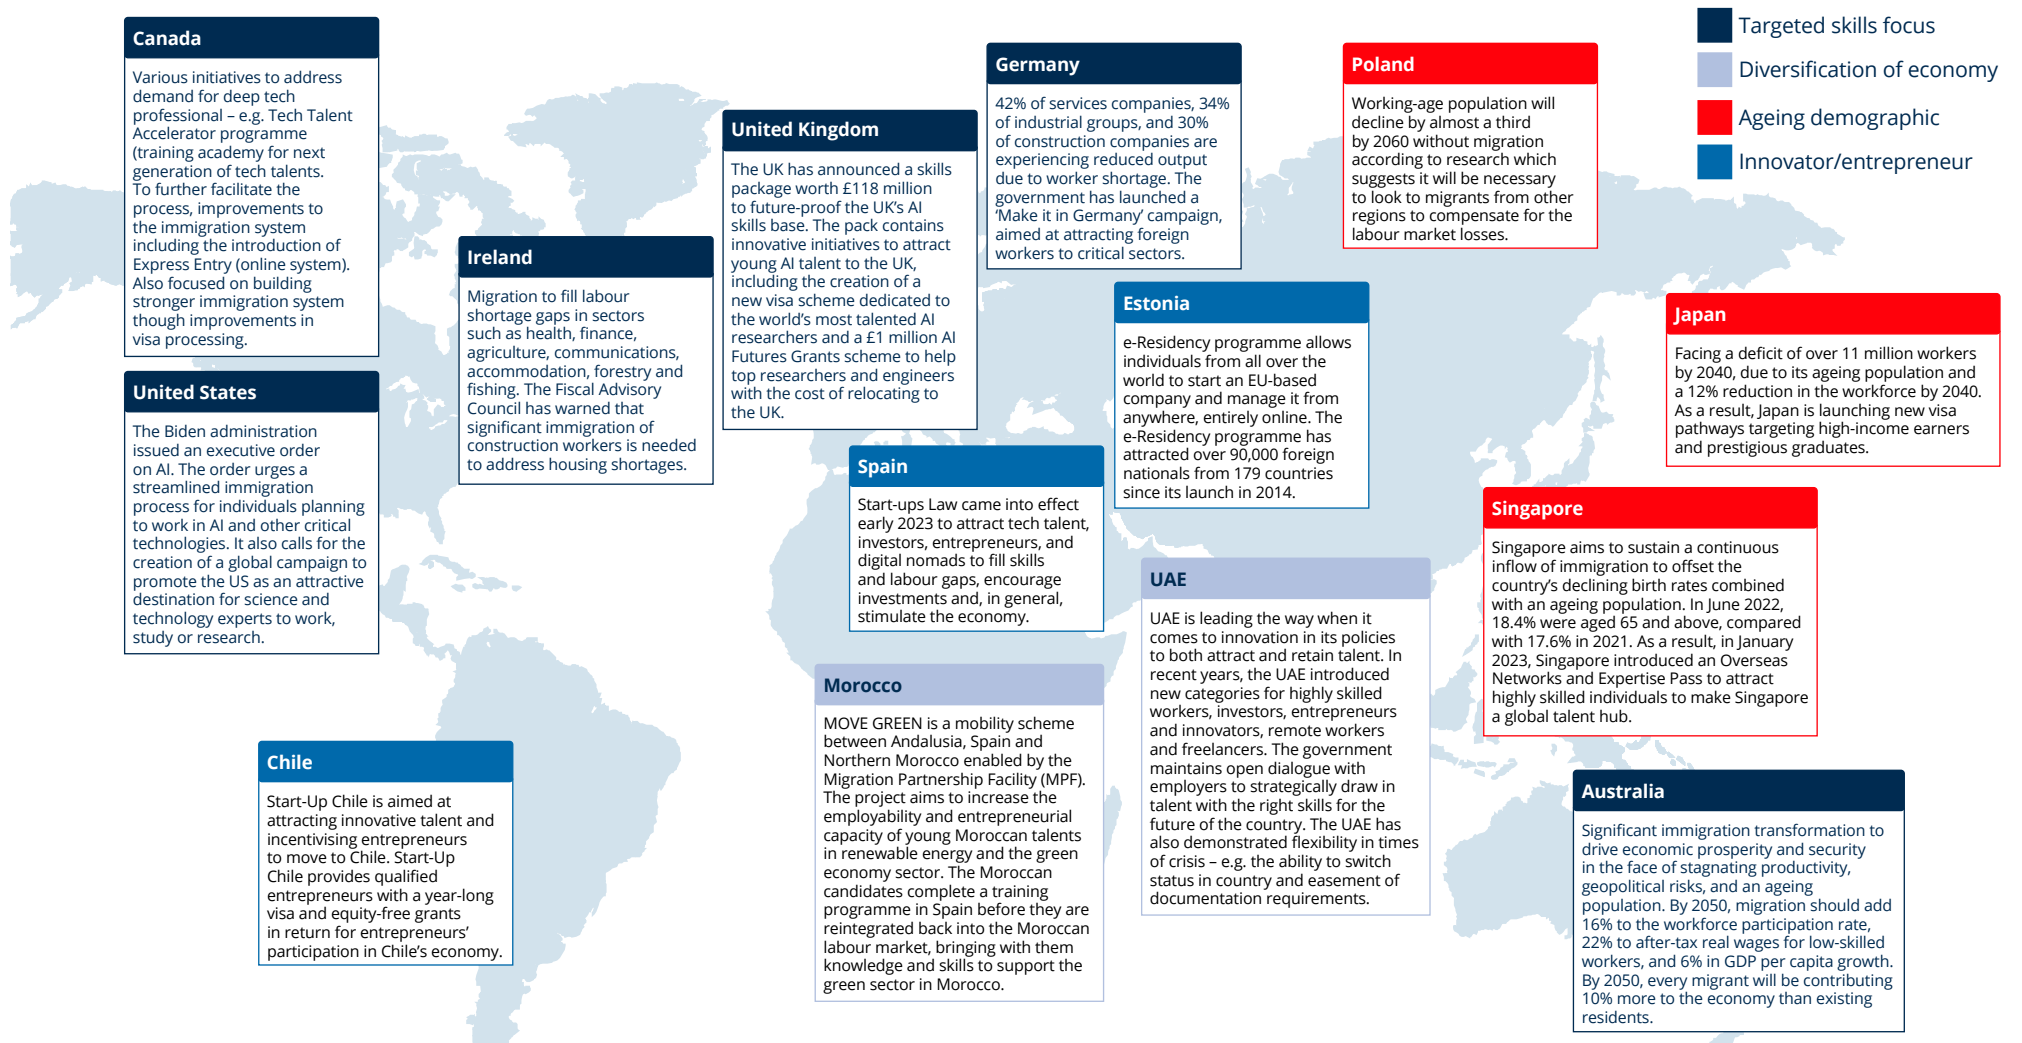 Canada
Various initiatives to address
demand for deep tech
professional – e.g. Tech Talent
Accelerator programme
(training academy for next
generation of tech talents.
To further facilitate the
process, improvements to
the immigration system
including the introduction of
Express Entry (online system).
Also focused on building
stronger immigration system
though improvements in
visa processing.
United States
The Biden administration
issued an executive order
on AI. The order urges a
streamlined immigration
process for individuals planning
to work in AI and other critical
technologies. It also calls for the
creation of a global campaign to
promote the US as an attractive
destination for science and
technology experts to work,
study or research.
Chile
Start-Up Chile is aimed at
attracting innovative talent and
incentivising entrepreneurs
to move to Chile. Start-Up
Chile provides qualified
entrepreneurs with a year-long
visa and equity-free grants
in return for entrepreneurs’
participation in Chile’s economy.
Ireland
Migration to fill labour
shortage gaps in sectors
such as health, finance,
agriculture, communications,
accommodation, forestry and
fishing. The Fiscal Advisory
Council has warned that
significant immigration of
construction workers is needed
to address housing shortages.
United Kingdom
The UK has announced a skills
package worth £118 million
to future-proof the UK’s AI
skills base. The pack contains
innovative initiatives to attract
young AI talent to the UK,
including the creation of a
new visa scheme dedicated to
the world’s most talented AI
researchers and a £1 million AI
Futures Grants scheme to help
top researchers and engineers
with the cost of relocating to
the UK.
Spain
Start-ups Law came into effect
early 2023 to attract tech talent,
investors, entrepreneurs, and
digital nomads to fill skills
and labour gaps, encourage
investments and, in general,
stimulate the economy.
Morocco
MOVE GREEN is a mobility scheme
between Andalusia, Spain and
Northern Morocco enabled by the
Migration Partnership Facility (MPF).
The project aims to increase the
employability and entrepreneurial
capacity of young Moroccan talents
in renewable energy and the green
economy sector. The Moroccan
candidates complete a training
programme in Spain before they are
reintegrated back into the Moroccan
labour market, bringing with them
knowledge and skills to support the
green sector in Morocco.
Germany
42% of services companies, 34%
of industrial groups, and 30%
of construction companies are
experiencing reduced output
due to worker shortage. The
government has launched a
‘Make it in Germany’ campaign,
aimed at attracting foreign
workers to critical sectors.
Estonia
e-Residency programme allows
individuals from all over the
world to start an EU-based
company and manage it from
anywhere, entirely online. The
e-Residency programme has
attracted over 90,000 foreign
nationals from 179 countries
since its launch in 2014.
UAE
UAE is leading the way when it
comes to innovation in its policies
to both attract and retain talent. In
recent years, the UAE introduced
new categories for highly skilled
workers, investors, entrepreneurs
and innovators, remote workers
and freelancers. The government
maintains open dialogue with
employers to strategically draw in
talent with the right skills for the
future of the country. The UAE has
also demonstrated flexibility in times
of crisis – e.g. the ability to switch
status in country and easement of
documentation requirements.
Poland
Working-age population will
decline by almost a third
by 2060 without migration
according to research which
suggests it will be necessary
to look to migrants from other
regions to compensate for the
labour market losses.
Targeted skills focus
Diversification of economy
Ageing demographic
Innovator/entrepreneur
Japan
Facing a deficit of over 11 million workers
by 2040, due to its ageing population and
a 12% reduction in the workforce by 2040.
As a result, Japan is launching new visa
pathways targeting high-income earners
and prestigious graduates.
Singapore
Singapore aims to sustain a continuous
inflow of immigration to offset the
country’s declining birth rates combined
with an ageing population. In June 2022,
18.4% were aged 65 and above, compared
with 17.6% in 2021. As a result, in January
2023, Singapore introduced an Overseas
Networks and Expertise Pass to attract
highly skilled individuals to make Singapore
a global talent hub.
Australia
Significant immigration transformation to
drive economic prosperity and security
in the face of stagnating productivity,
geopolitical risks, and an ageing
population. By 2050, migration should add
16% to the workforce participation rate,
22% to after-tax real wages for low-skilled
workers, and 6% in GDP per capita growth.
By 2050, every migrant will be contributing
10% more to the economy than existing
residents.